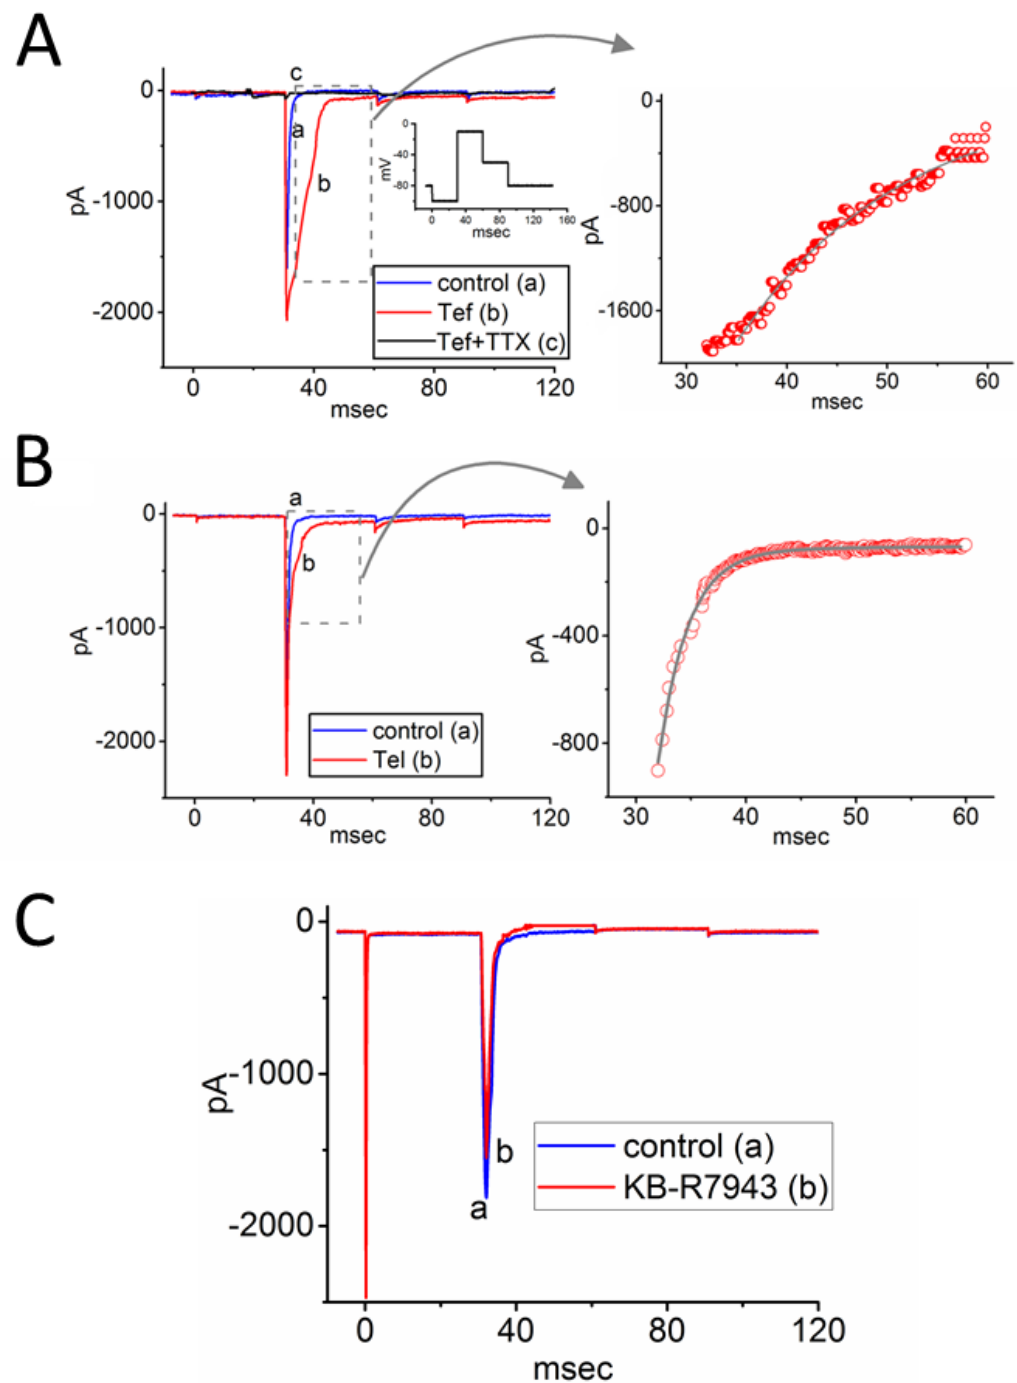 A
0
-1000
-2000
pA
c
a
b
0
-40
-80
mV
0
40
80
120
160
msec
control (a)
Tef (b)
Tef+TTX (c)
0
40
80
120
msec
0
-800
-1600
pA
30
40
50
60
msec
B
0
-1000
-2000
pA
a
b
control (a)
Tel (b)
0
40
80
120
msec
0
-400
-800
pA
30
40
50
60
msec
C
0
-1000
-2000
pA
b
a
control (a)
KB-R7943 (b)
0
40
80
120
msec